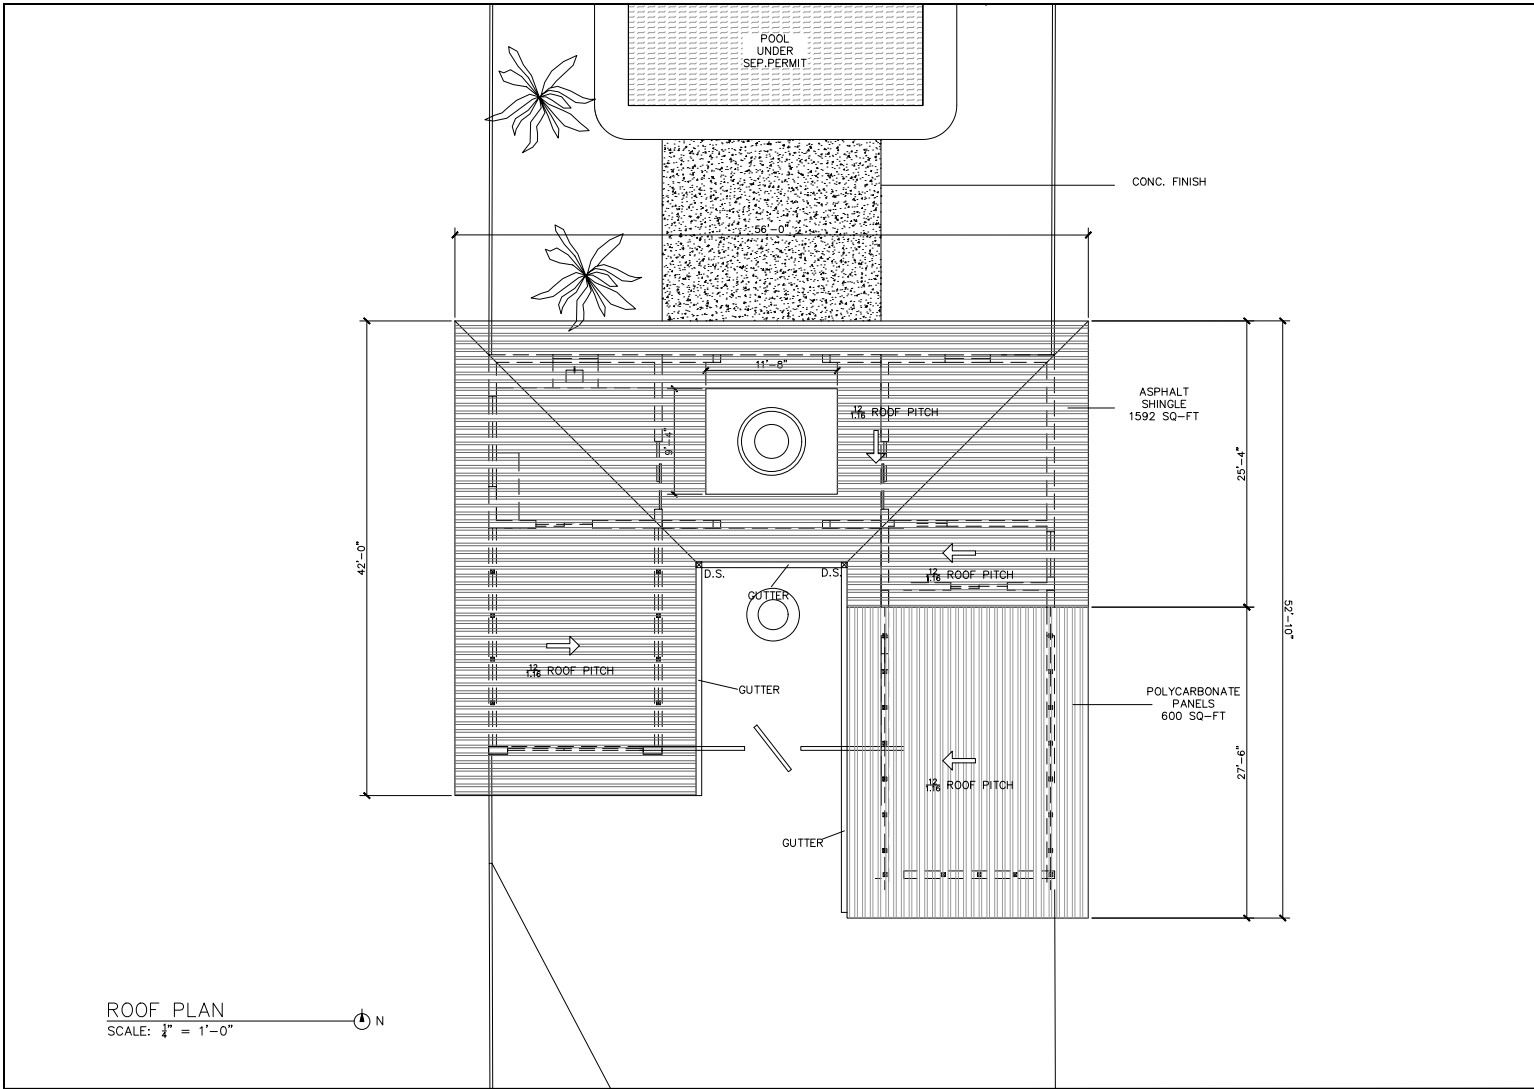 POOL
UNDER
SEP.PERMIT
CONC. FINISH
56'-0"
11'-8"
9'-4"
12
1.16 ROOF PITCH
ASPHALT
SHINGLE
1592 SQ-FT
25'-4"
42'-0"
D.S.
D.S.
GUTTER
12
1.16 ROOF PITCH
52'-10"
12
1.16 ROOF PITCH
GUTTER
POLYCARBONATE
PANELS
600 SQ-FT
27'-6"
12
1.16 ROOF PITCH
GUTTER
ROOF PLAN
SCALE: 1/4" = 1'-0"
N